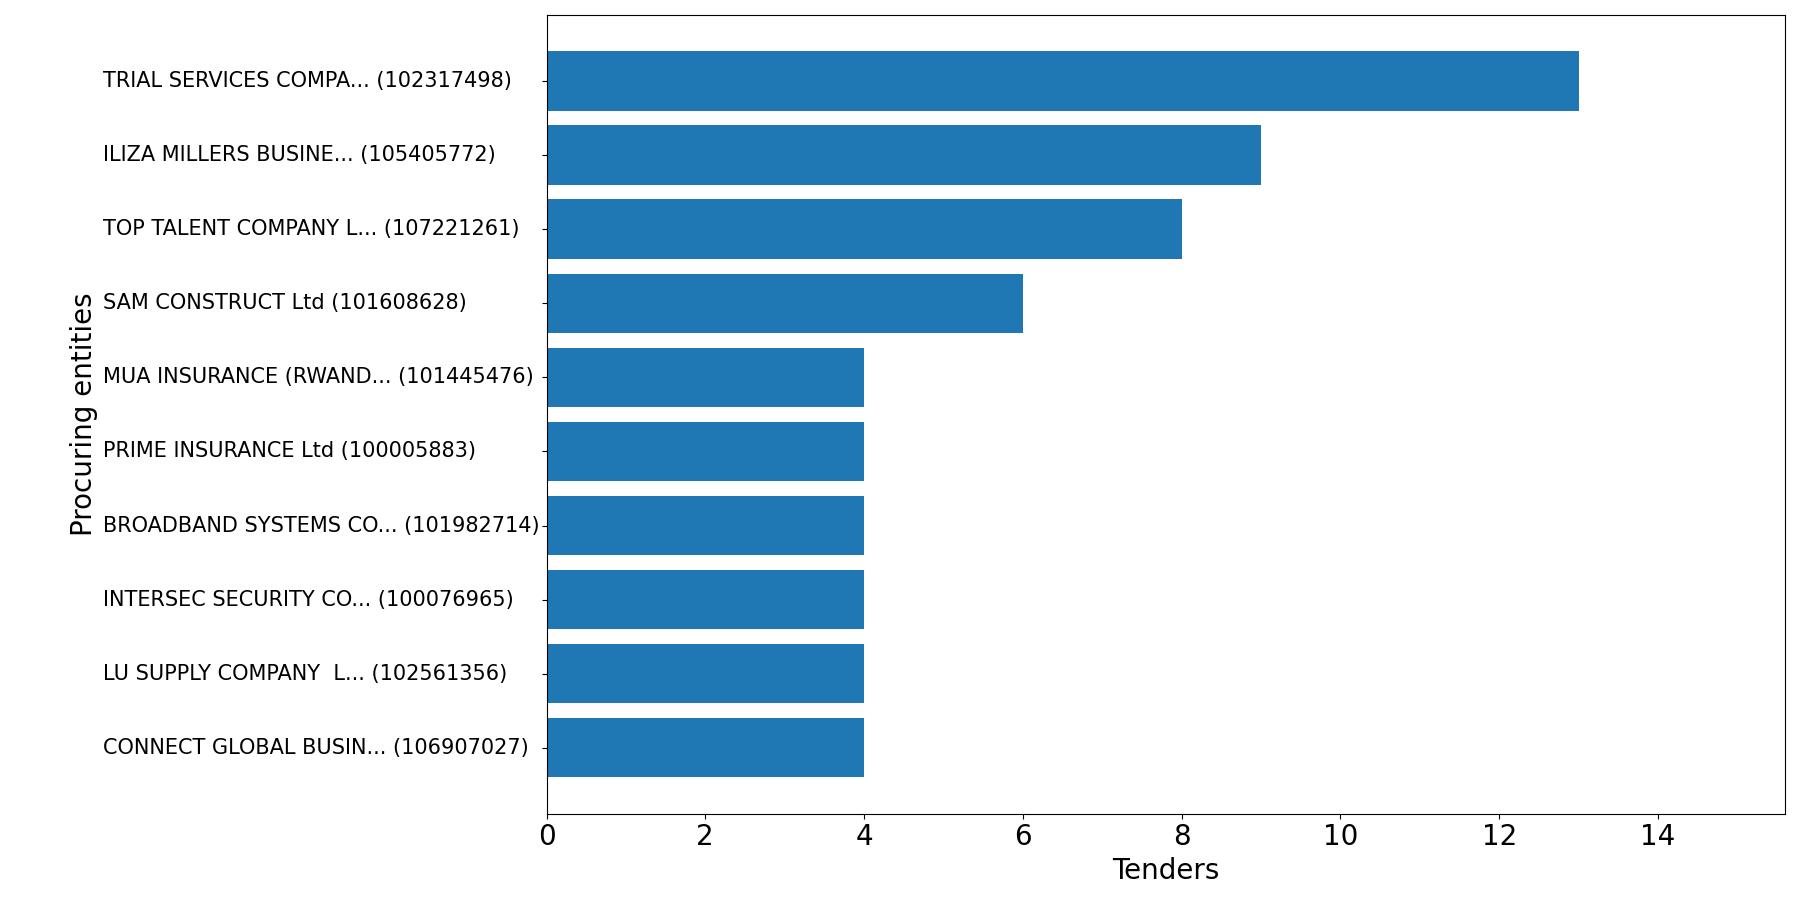 Procuring entities
TRIAL SERVICES COMPA... (102317498)
ILIZA MILLERS BUSINE... (105405772)
TOP TALENT COMPANY L... (107221261)
SAM CONSTRUCT Ltd (101608628)
MUA INSURANCE (RWAND... (101445476)
PRIME INSURANCE Ltd (100005883)
BROADBAND SYSTEMS CO... (101982714)
INTERSEC SECURITY CO... (100076965)
LU SUPPLY COMPANY  L... (102561356)
CONNECT GLOBAL BUSIN... (106907027)
0 2 4 6 8 10 12 14
Tenders